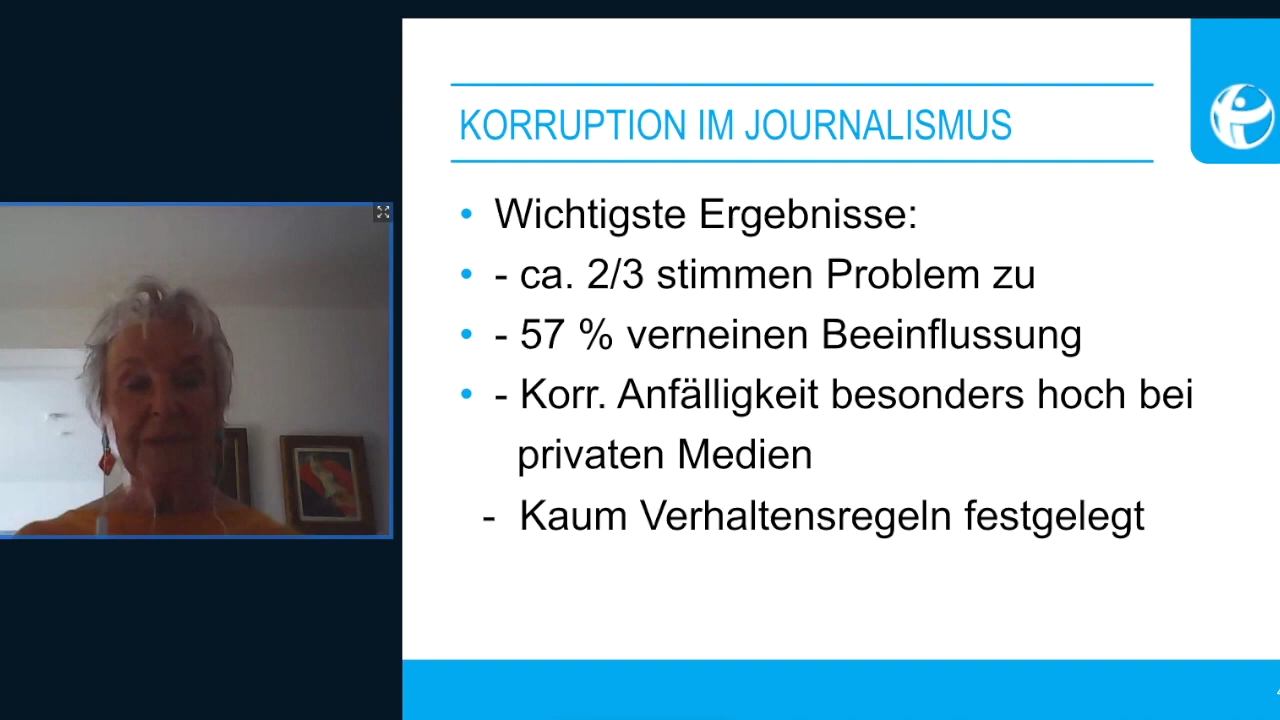 KORRUPTION IM JOURNALISMUS
• Wichtigste Ergebnisse:
• - ca. 2/3 stimmen Problem zu
• - 57 % verneinen Beeinflussung
• - Korr. Anfälligkeit besonders hoch bei
privaten Medien
- Kaum Verhaltensregeln festgelegt